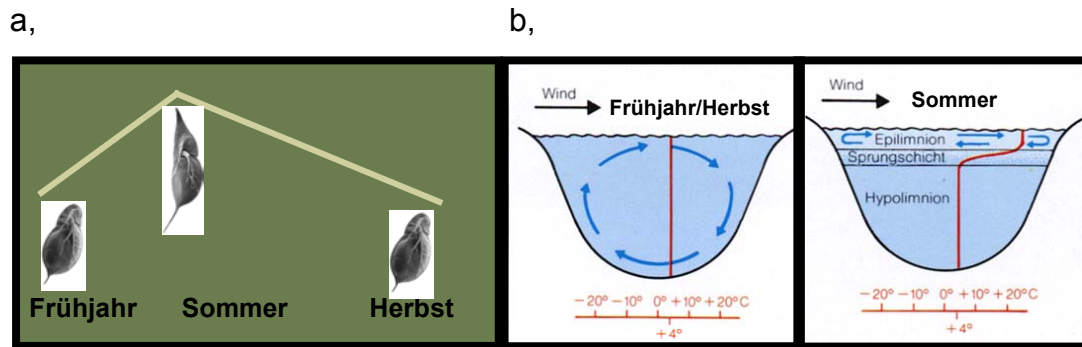 a,
b,
Frühjahr
Sommer
Herbst
Wind
Frühjahr/Herbst
−20° −10° 0° +10° +20°C
+4°
Wind
Sommer
Epilimnion
Sprungschicht
Hypolimnion
−20° −10° 0° +10° +20°C
+4°